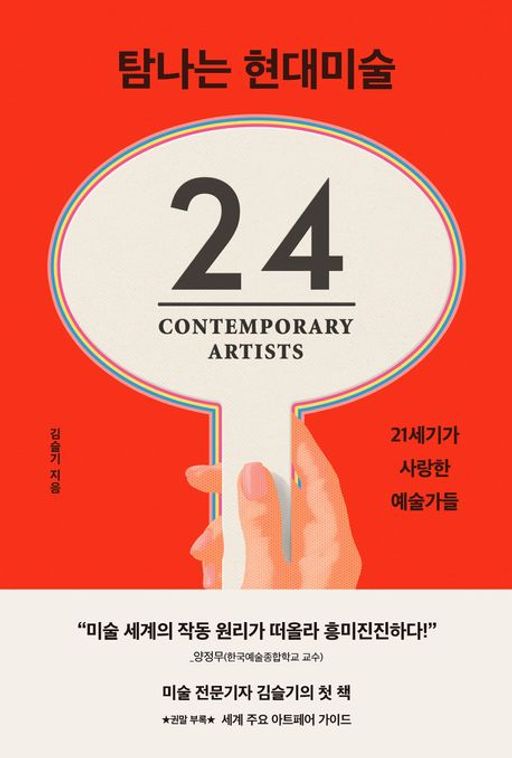 탐나는 현대미술
24
CONTEMPORARY
ARTISTS
김슬기 지음
21세기가
사랑한
예술가들
“미술 세계의 작동 원리가 떠올라 흥미진진하다!”
_양정무(한국예술종합학교 교수)
미술 전문기자 김슬기의 첫 책
★권말 부록★ 세계 주요 아트페어 가이드